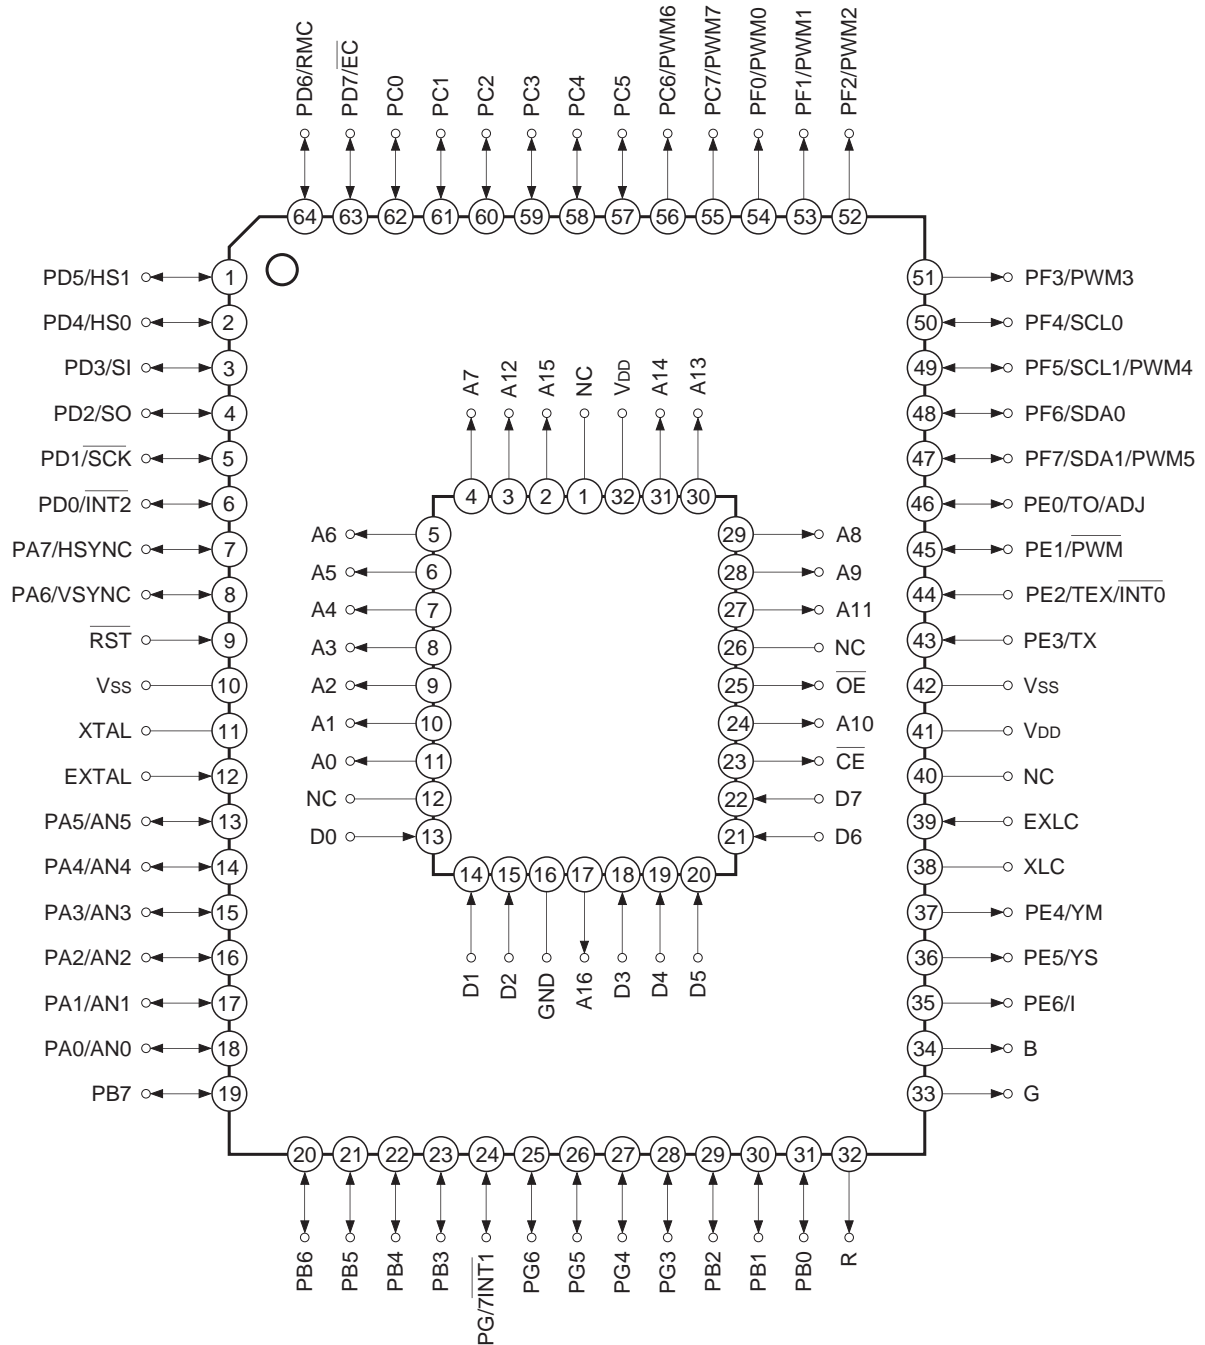 PD6/RMC
PD7/EC
PC0
PC1
PC2
PC3
PC4
PC5
PC6/PWM6
PC7/PWM7
PF0/PWM0
PF1/PWM1
PF2/PWM2
64 63 62 61 60 59 58 57 56 55 54 53 52
PD5/HS1 1
PD4/HS0 2
PD3/SI 3
PD2/SO 4
PD1/SCK 5
PD0/INT2 6
PA7/HSYNC 7
PA6/VSYNC 8
RST 9
Vss 10
XTAL 11
EXTAL 12
PA5/AN5 13
PA4/AN4 14
PA3/AN3 15
PA2/AN2 16
PA1/AN1 17
PA0/AN0 18
PB7 19
A7
A12
A15
NC
VDD
A14
A13
4 3 2 1 32 31 30
A6 5
A5 6
A4 7
A3 8
A2 9
A1 10
A0 11
NC 12
D0 13
29 A8
28 A9
27 A11
26 NC
25 OE
24 A10
23 CE
22 D7
21 D6
14 15 16 17 18 19 20
D1
D2
GND
A16
D3
D4
D5
51 PF3/PWM3
50 PF4/SCL0
49 PF5/SCL1/PWM4
48 PF6/SDA0
47 PF7/SDA1/PWM5
46 PE0/TO/ADJ
45 PE1/PWM
44 PE2/TEX/INT0
43 PE3/TX
42 Vss
41 VDD
40 NC
39 EXLC
38 XLC
37 PE4/YM
36 PE5/YS
35 PE6/I
34 B
33 G
20 21 22 23 24 25 26 27 28 29 30 31 32
PB6
PB5
PB4
PB3
PG/7INT1
PG6
PG5
PG4
PG3
PB2
PB1
PB0
R